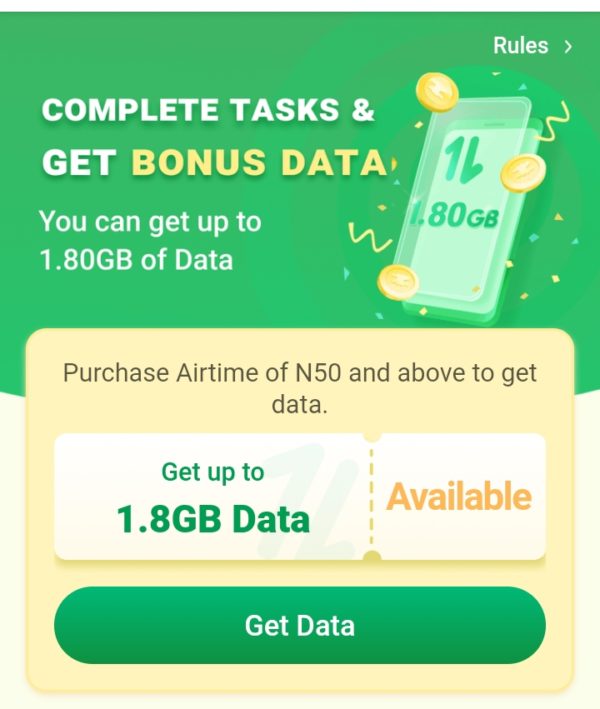 Rules >
COMPLETE TASKS &
GET BONUS DATA
You can get up to
1.80GB of Data
1.80GB
Purchase Airtime of N50 and above to get
data.
Get up to
1.8GB Data
Available
Get Data